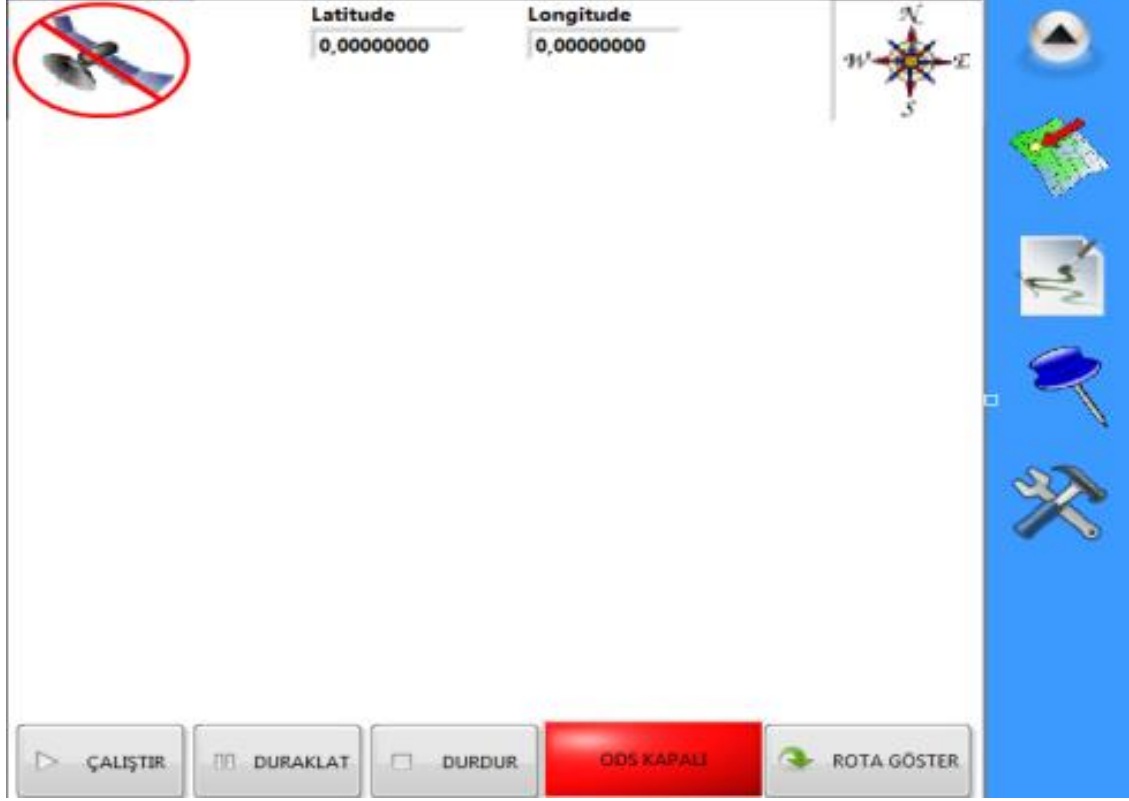 Latitude
Longitude
0,00000000
0,00000000
N
W
E
S
ÇALIŞTIR
DURAKLAT
DURDUR
ODS KAPALI
ROTA GÖSTER